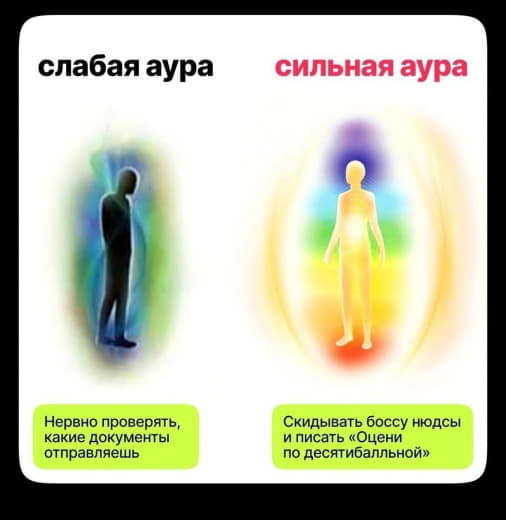 слабая аура
сильная аура
Нервно проверять,
какие документы
отправляешь
Скидывать боссу нюдсы
и писать «Оцени
по десятибалльной»